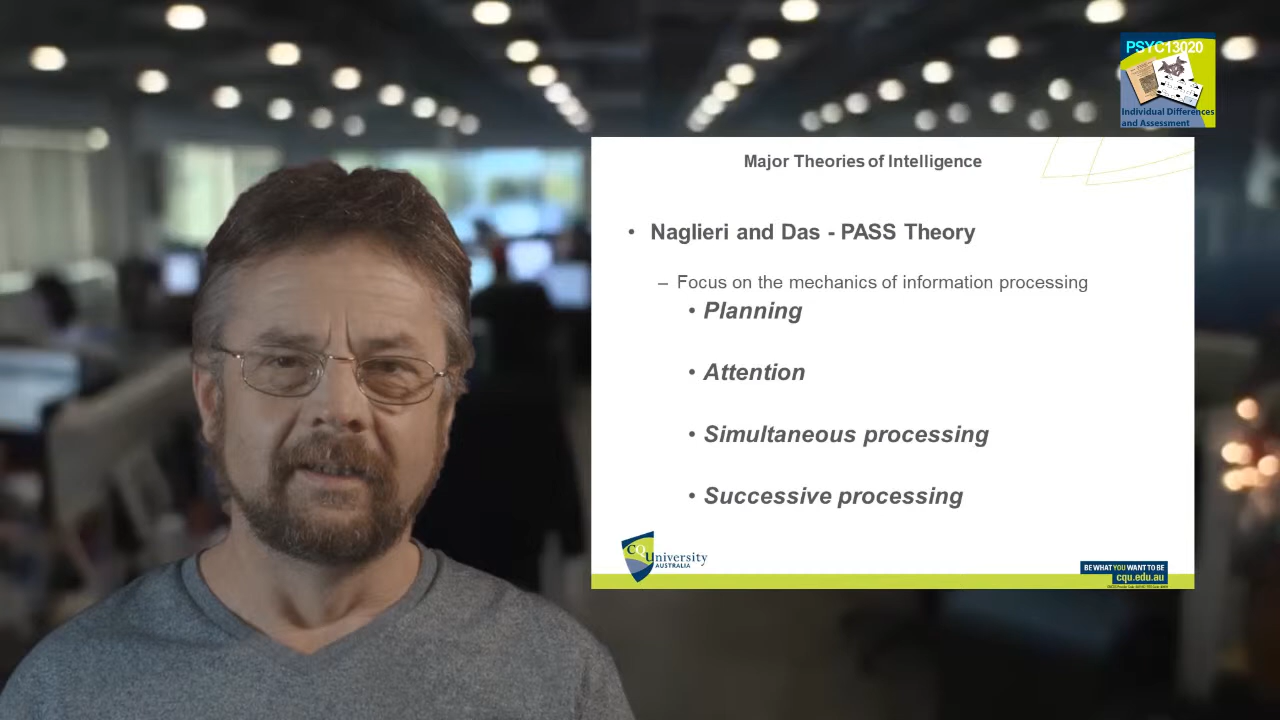 PSYC13020
Individual Differences
and Assessment
Major Theories of Intelligence
• Naglieri and Das - PASS Theory
– Focus on the mechanics of information processing
• Planning
• Attention
• Simultaneous processing
• Successive processing
CQUniversity
AUSTRALIA
BE WHAT YOU WANT TO BE
cqu.edu.au